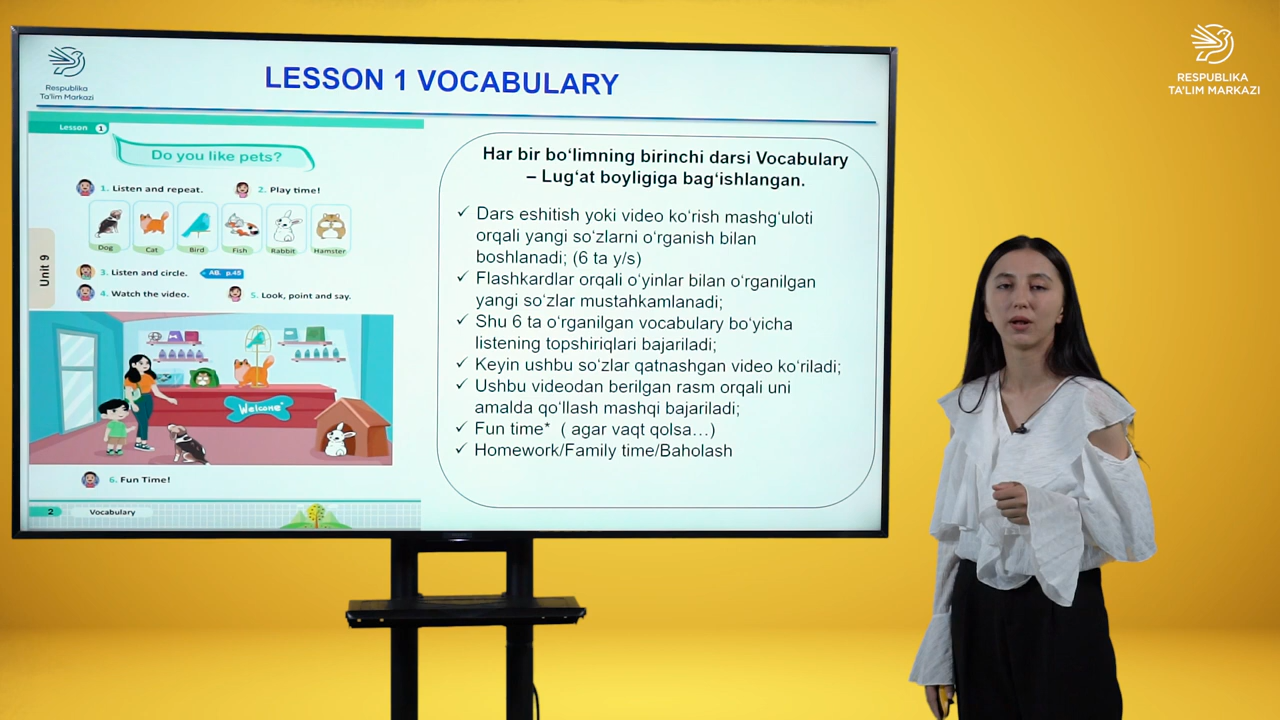 Respublika
Ta'lim Markazi
LESSON 1 VOCABULARY
Lesson 1
Do you like pets?
1. Listen and repeat.
2. Play time!
Dog
Cat
Bird
Fish
Rabbit
Hamster
Unit 9
3. Listen and circle.
AB. p.45
4. Watch the video.
5. Look, point and say.
Welcome
6. Fun Time!
2
Vocabulary
Har bir bo‘limning birinchi darsi Vocabulary
– Lug‘at boyligiga bag‘ishlangan.
✓ Dars eshitish yoki video ko‘rish mashg‘uloti
orqali yangi so‘zlarni o‘rganish bilan
boshlanadi; (6 ta y/s)
✓ Flashkardlar orqali o‘yinlar bilan o‘rganilgan
yangi so‘zlar mustahkamlanadi;
✓ Shu 6 ta o‘rganilgan vocabulary bo‘yicha
listening topshiriqlari bajariladi;
✓ Keyin ushbu so‘zlar qatnashgan video ko‘riladi;
✓ Ushbu videodan berilgan rasm orqali uni
amalda qo‘llash mashqi bajariladi;
✓ Fun time* ( agar vaqt qolsa…)
✓ Homework/Family time/Baholash
RESPUBLIKA
TA'LIM MARKAZI